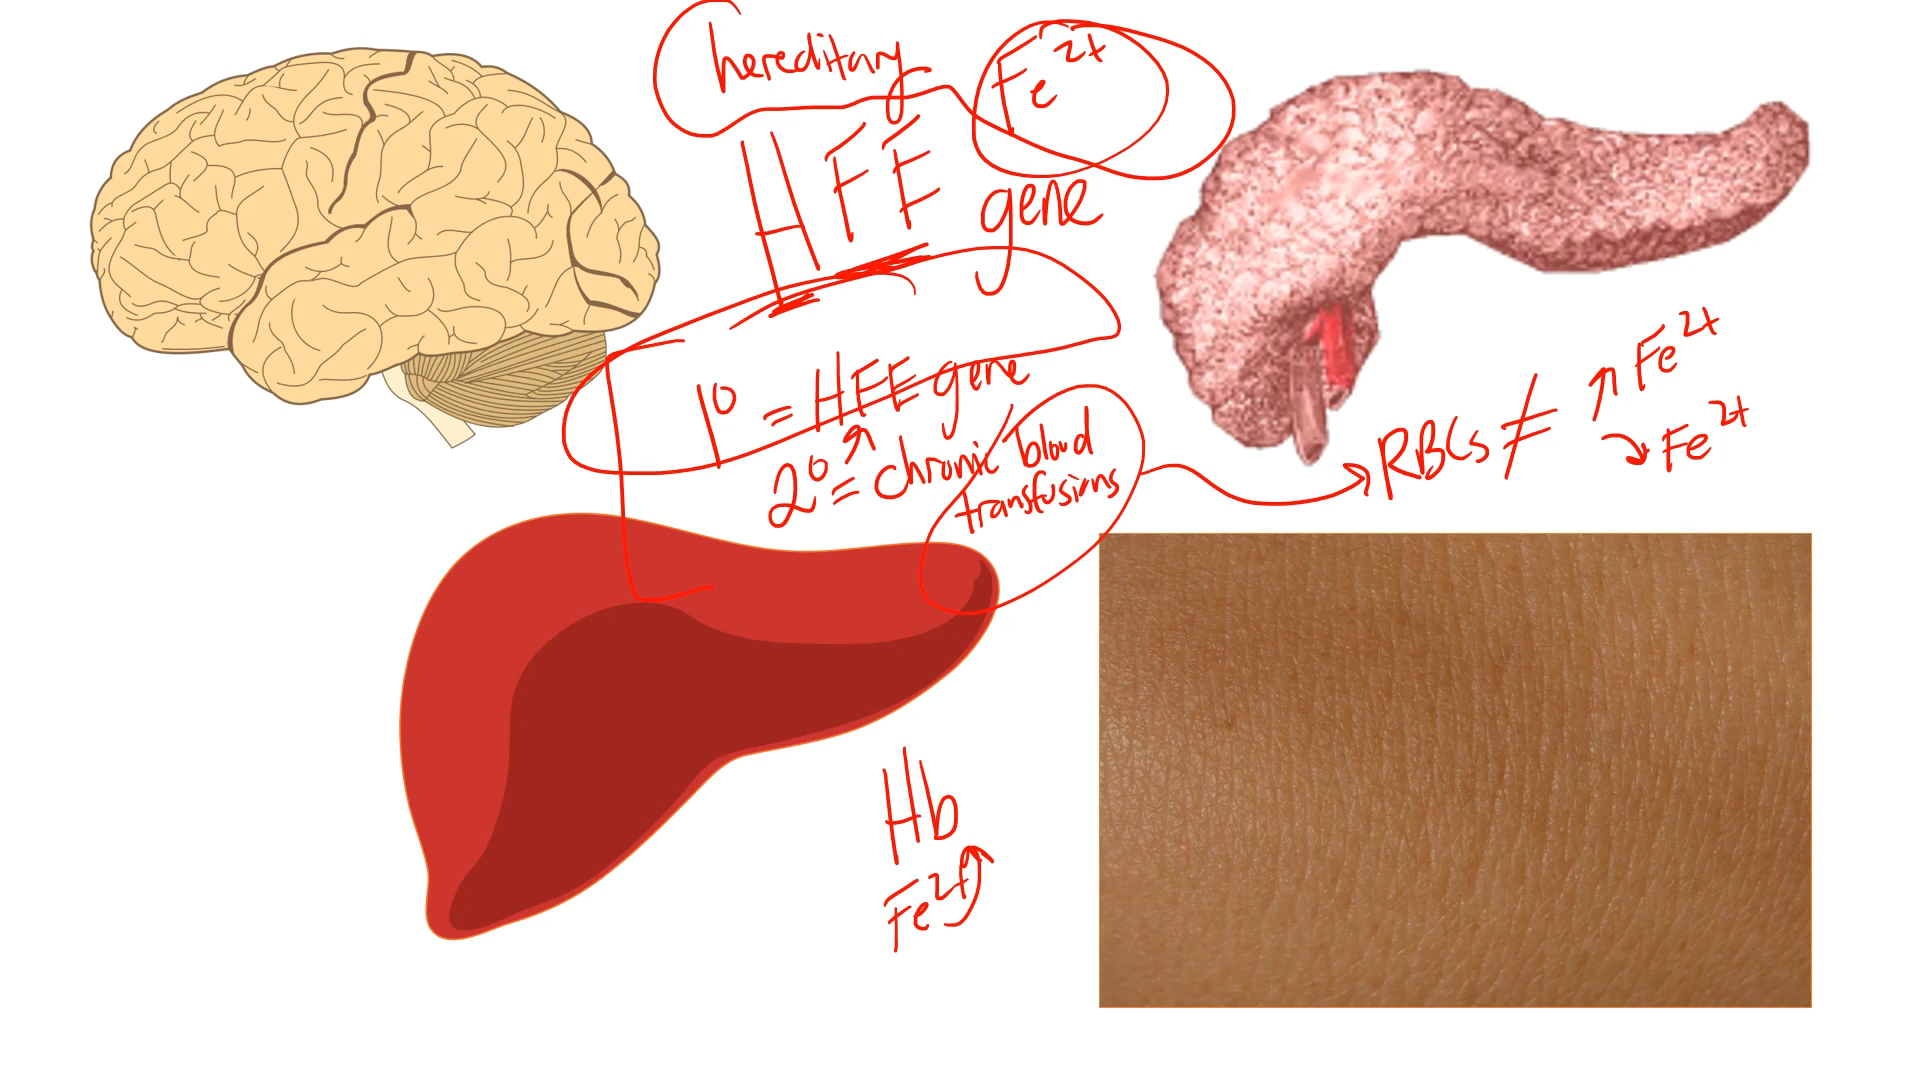 hereditary Fe²⁺
HFE gene
1° = HFE gene
2° = chronic blood
transfusions
RBCs ≠ ↑ Fe²⁺
↘ Fe²⁺
Hb
Fe²⁺